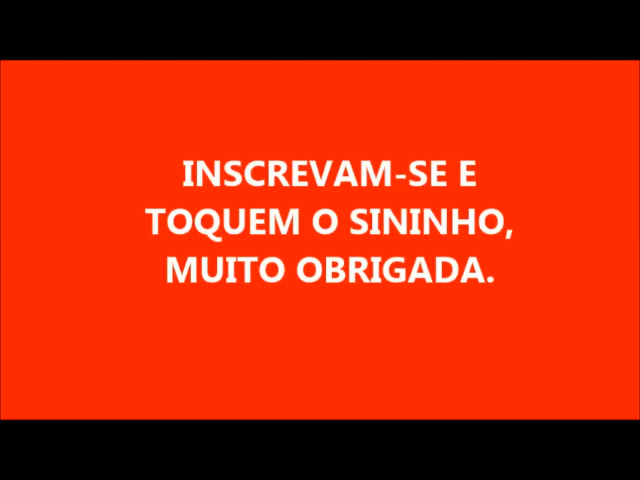 INSCREVAM-SE E
TOQUEM O SININHO,
MUITO OBRIGADA.